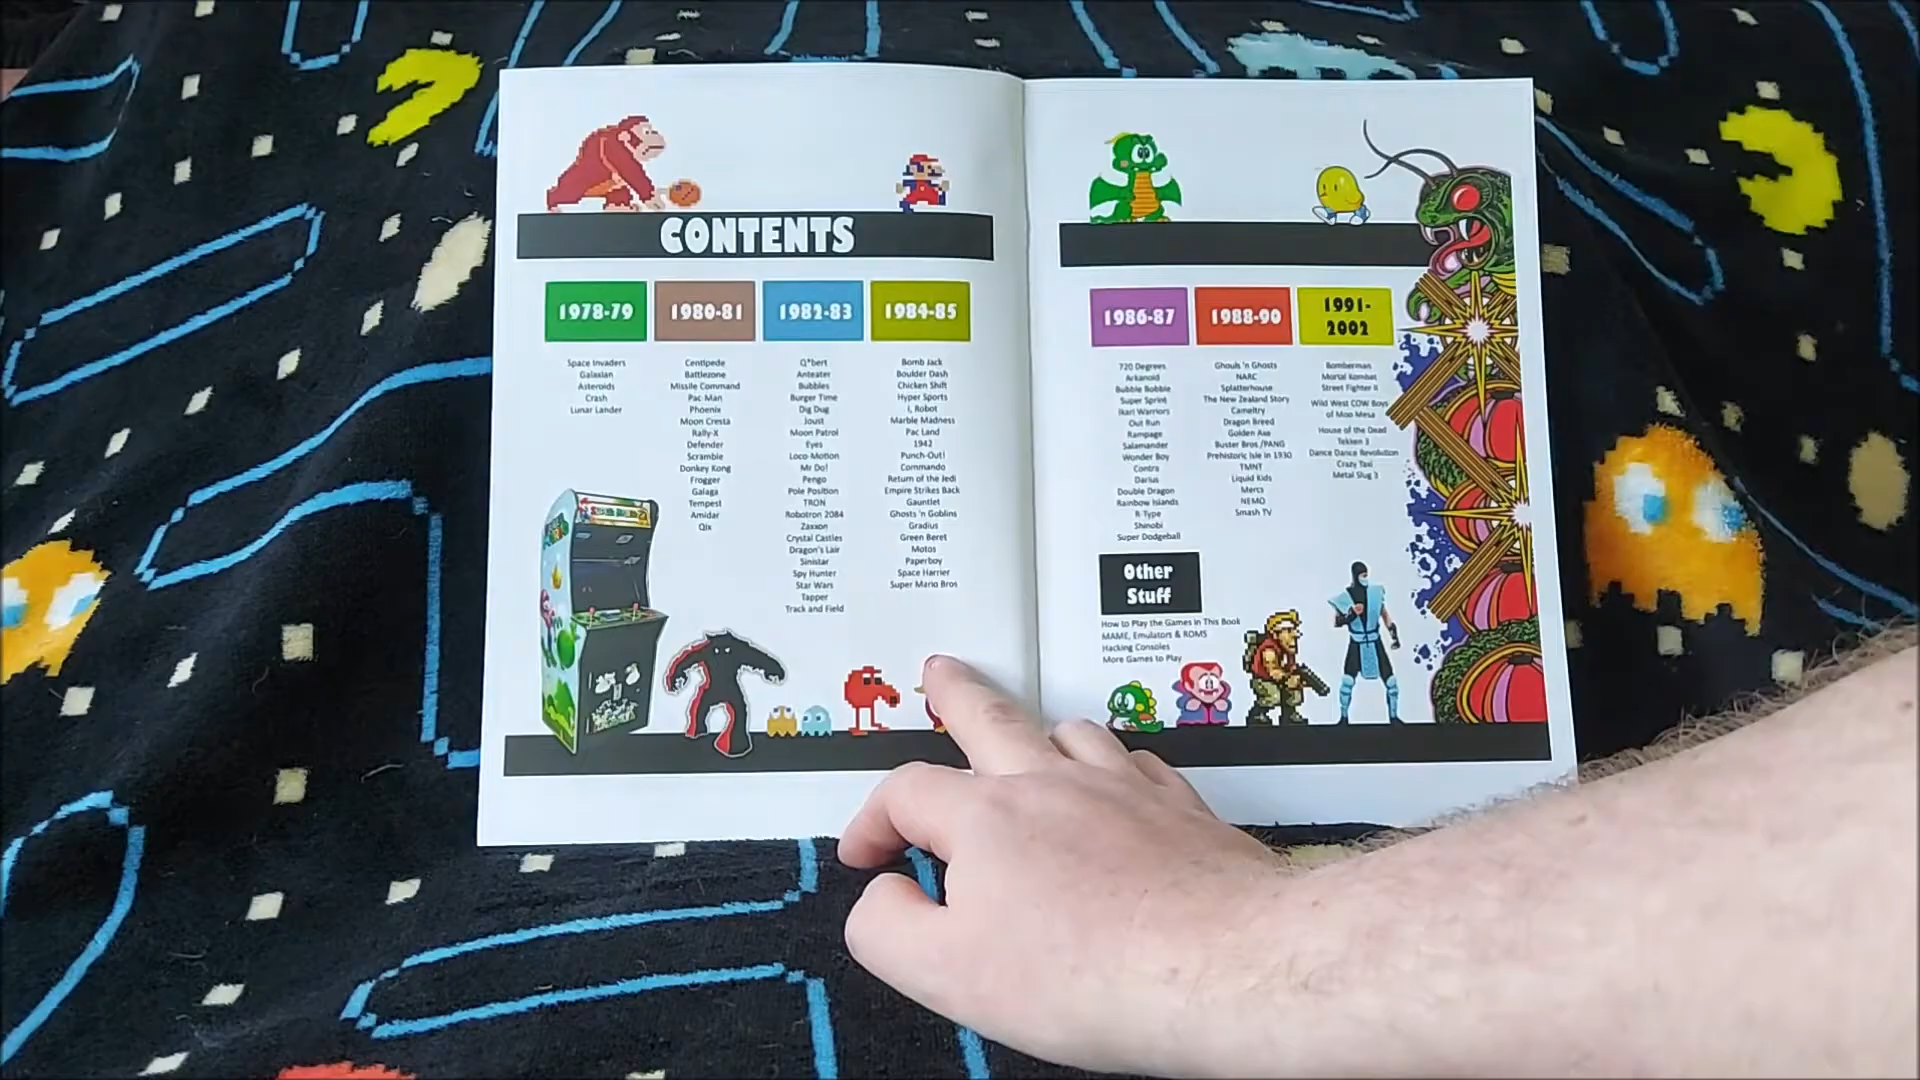 CONTENTS
1978-79
Space Invaders
Galaxian
Asteroids
Crash
Lunar Lander
1980-81
Centipede
Battlezone
Missile Command
Pac Man
Phoenix
Moon Cresta
Rally-X
Defender
Scramble
Donkey Kong
Frogger
Galaga
Tempest
Amidar
Qix
1982-83
Q*bert
Anteater
Bubbles
Burger Time
Dig Dug
Joust
Moon Patrol
Eyes
Loco-Motion
Mr Do!
Pengo
Pole Position
TRON
Robotron 2084
Zaxxon
Crystal Castles
Dragon's Lair
Sinistar
Spy Hunter
Star Wars
Tapper
Track and Field
1984-85
Bomb Jack
Boulder Dash
Chicken Shift
Hyper Sports
I, Robot
Marble Madness
Pac Land
1942
Punch-Out!
Commando
Return of the Jedi
Empire Strikes Back
Gauntlet
Ghosts 'n Goblins
Gradius
Green Beret
Motos
Paperboy
Space Harrier
Super Mario Bros
1986-87
720 Degrees
Arkanoid
Bubble Bobble
Super Sprint
Ikari Warriors
Out Run
Rampage
Salamander
Wonder Boy
Contra
Darius
Double Dragon
Rainbow Islands
R-Type
Shinobi
Super Dodgeball
1988-90
Ghouls 'n Ghosts
NARC
Splatterhouse
The New Zealand Story
Cameltry
Dragon Breed
Golden Axe
Buster Bros /PANG
Prehistoric Isle in 1930
TMNT
Liquid Kids
Mercs
NEMO
Smash TV
1991-
2002
Bomberman
Mortal Kombat
Street Fighter II
Wild West COW Boys
of Moo Mesa
House of the Dead
Tekken 3
Dance Dance Revolution
Crazy Taxi
Metal Slug 3
Other
Stuff
How to Play the Games in This Book
MAME, Emulators & ROMS
Hacking Consoles
More Games to Play